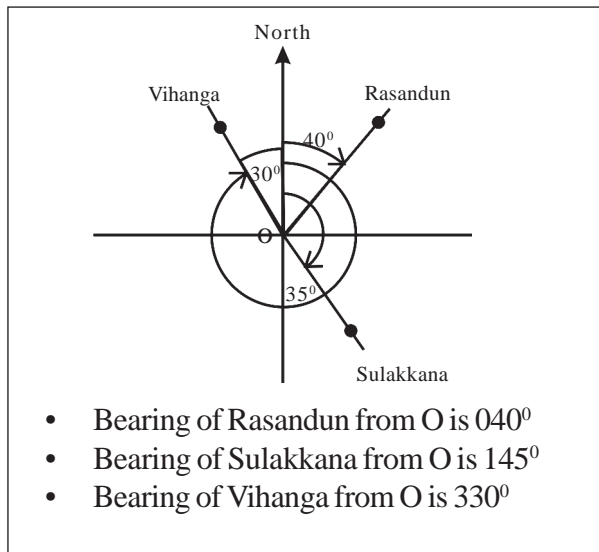 North
Vihanga
Rasandun
40⁰
30⁰
O
35⁰
Sulakkana
• Bearing of Rasandun from O is 040⁰
• Bearing of Sulakkana from O is 145⁰
• Bearing of Vihanga from O is 330⁰